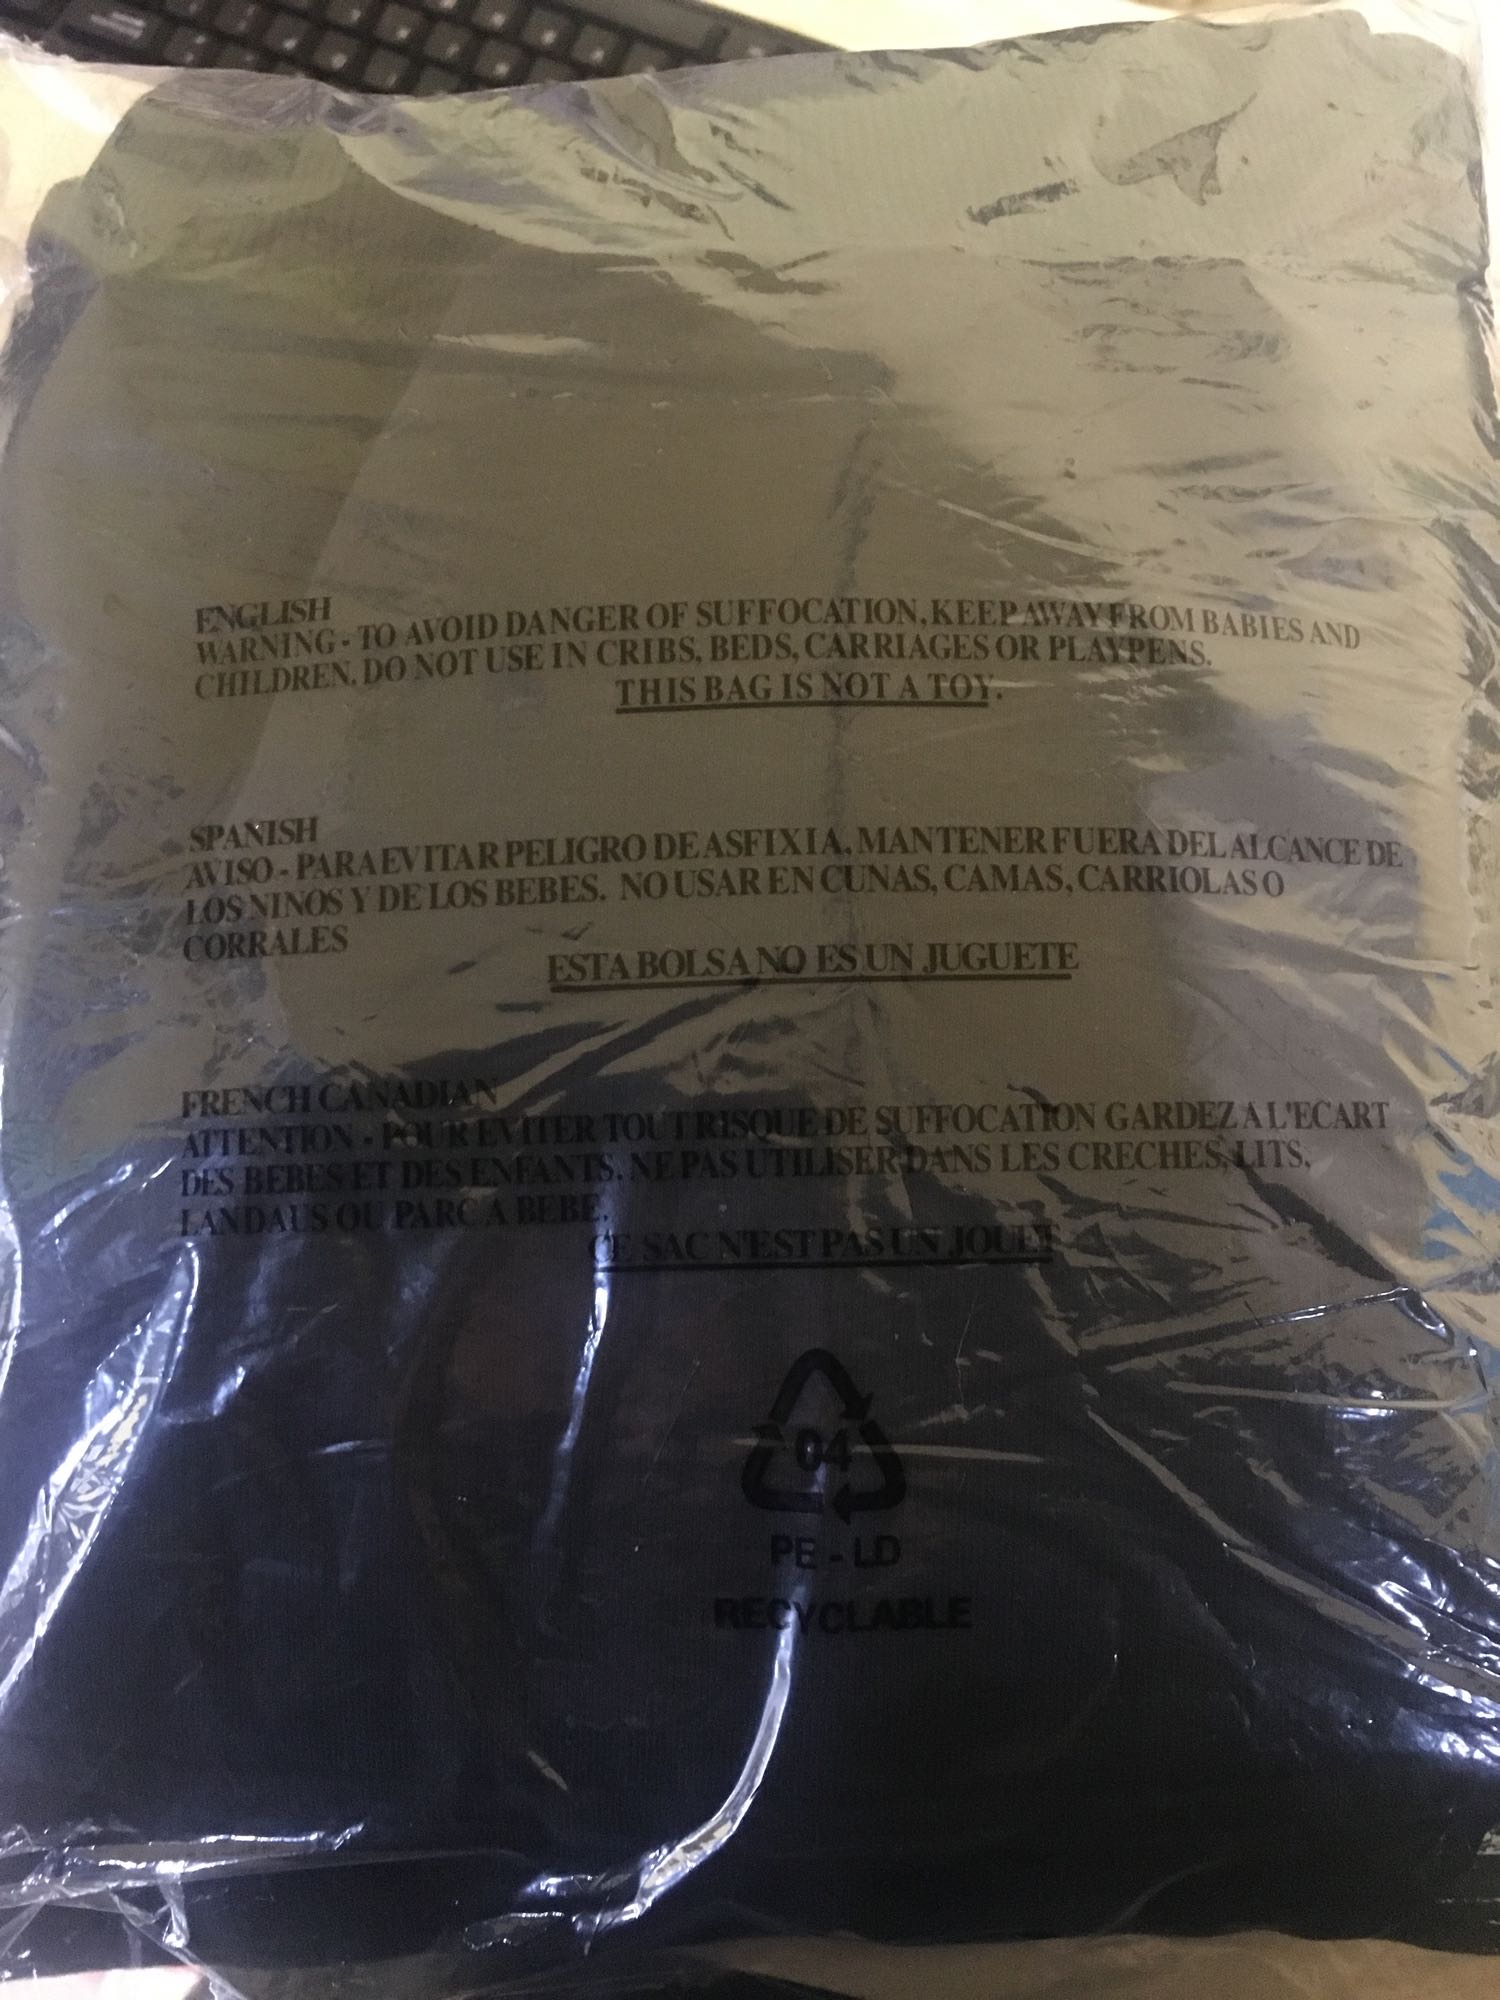 ENGLISH
WARNING - TO AVOID DANGER OF SUFFOCATION, KEEP AWAY FROM BABIES AND
CHILDREN. DO NOT USE IN CRIBS, BEDS, CARRIAGES OR PLAYPENS.
THIS BAG IS NOT A TOY.
SPANISH
AVISO - PARA EVITAR PELIGRO DE ASFIXIA, MANTENER FUERA DEL ALCANCE DE
LOS NINOS Y DE LOS BEBES. NO USAR EN CUNAS, CAMAS, CARRIOLAS O
CORRALES
ESTA BOLSA NO ES UN JUGUETE
FRENCH CANADIAN
ATTENTION - POUR EVITER TOUT RISQUE DE SUFFOCATION GARDEZ A L'ECART
DES BEBES ET DES ENFANTS. NE PAS UTILISER DANS LES CRECHES, LITS,
LANDAUS OU PARC A BEBE.
CE SAC N'EST PAS UN JOUET
04
PE - LD
RECYCLABLE